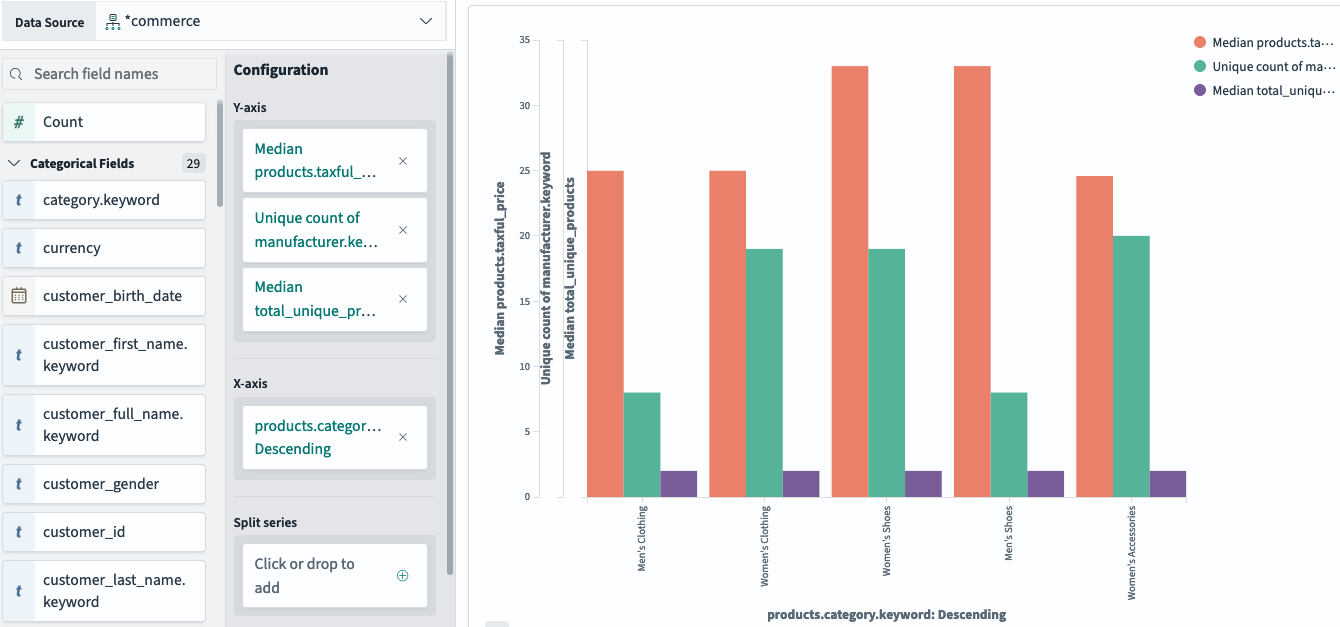 Data Source
*commerce
Search field names
# Count
Categorical Fields
29
t category.keyword
t currency
customer_birth_date
t customer_first_name.
keyword
t customer_full_name.
keyword
t customer_gender
t customer_id
t customer_last_name.
keyword
Configuration
Y-axis
Median
products.taxful_...
Unique count of
manufacturer.ke...
Median
total_unique_pr...
X-axis
products.categor...
Descending
Split series
Click or drop to
add
Median products.taxful_price
Unique count of manufacturer.keyword
Median total_unique_products
35
30
25
20
15
10
5
0
Men's Clothing
Women's Clothing
Women's Shoes
Men's Shoes
Women's Accessories
products.category.keyword: Descending
Median products.ta...
Unique count of ma...
Median total_uniqu...